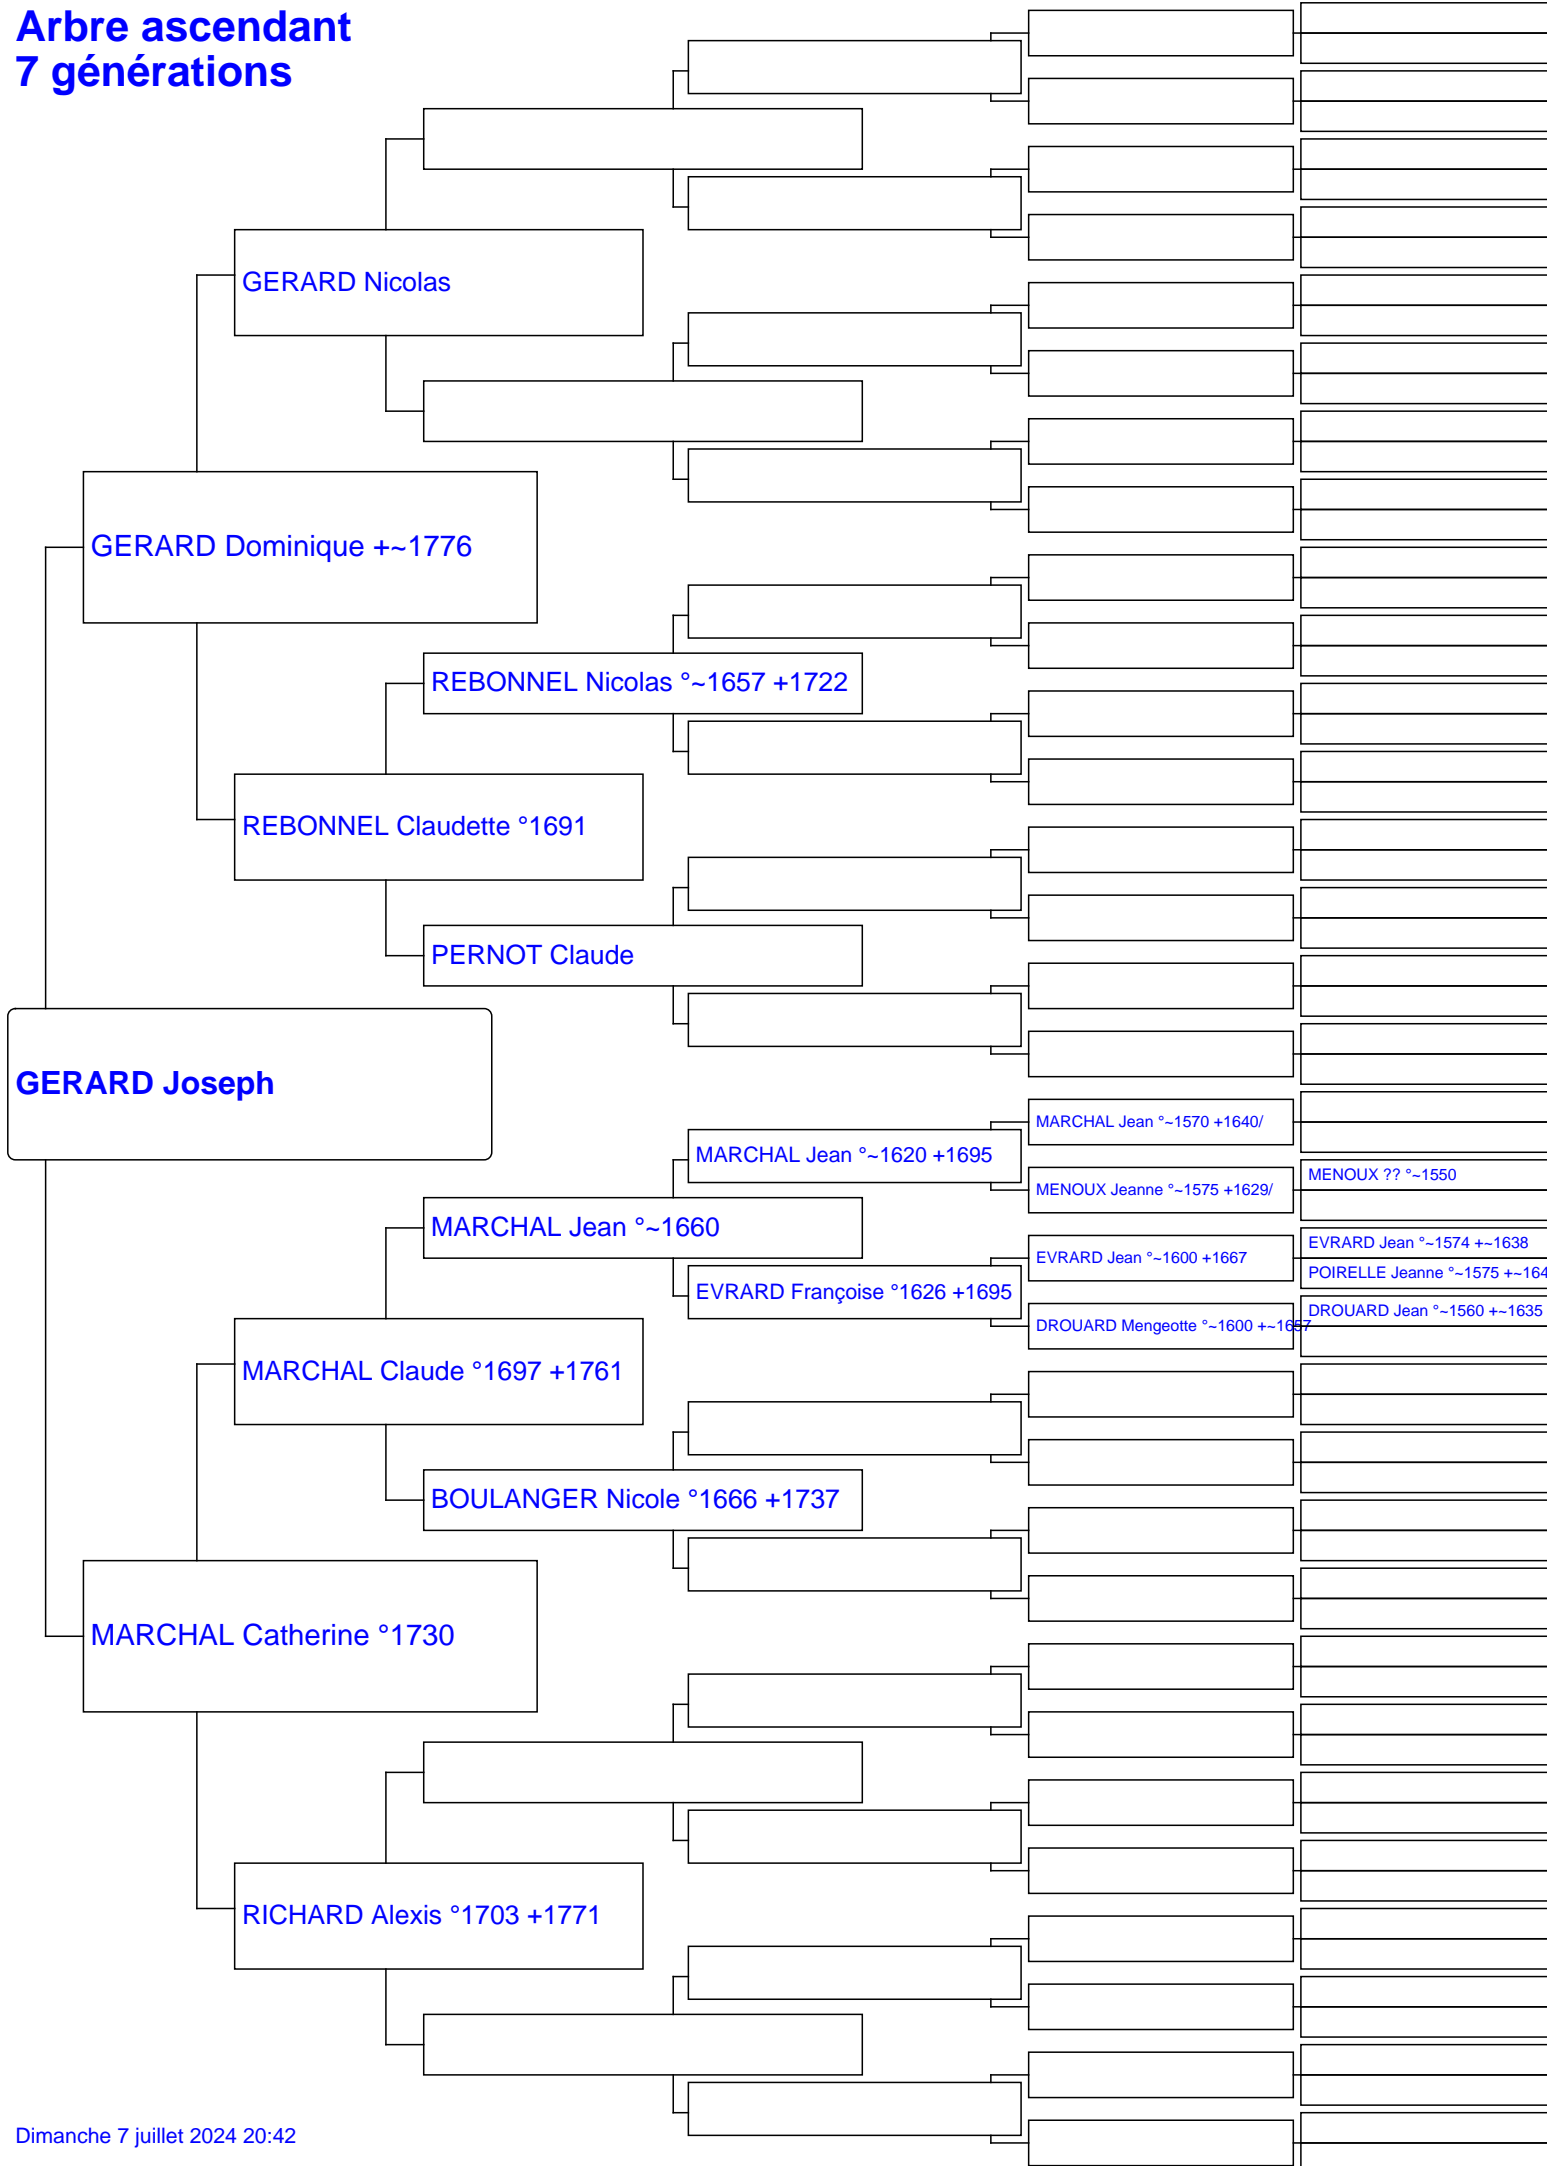 Arbre ascendant
7 générations
GERARD Nicolas
GERARD Dominique +~1776
REBONNEL Nicolas °~1657 +1722
REBONNEL Claudette °1691
PERNOT Claude
GERARD Joseph
MARCHAL Jean °~1570 +1640/
MARCHAL Jean °~1620 +1695
MENOUX ?? °~1550
MENOUX Jeanne °~1575 +1629/
MARCHAL Jean °~1660
EVRARD Jean °~1574 +~1638
EVRARD Jean °~1600 +1667
POIRELLE Jeanne °~1575 +~164
EVRARD Françoise °1626 +1695
DROUARD Jean °~1560 +~1635
DROUARD Mengeotte °~1600 +~1657
MARCHAL Claude °1697 +1761
BOULANGER Nicole °1666 +1737
MARCHAL Catherine °1730
RICHARD Alexis °1703 +1771
Dimanche 7 juillet 2024 20:42